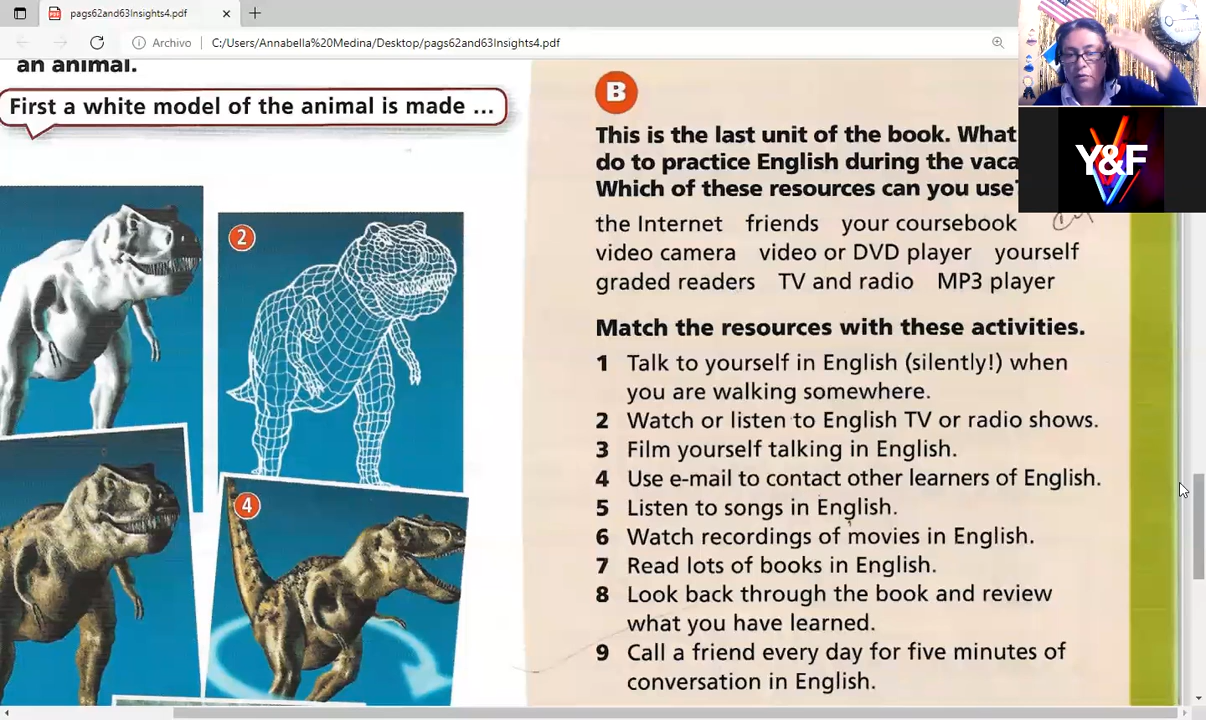 pags62and63Insights4.pdf
Archivo
C:/Users/Annabella%20Medina/Desktop/pags62and63Insights4.pdf
an animal.
First a white model of the animal is made ...
2
4
B
This is the last unit of the book. What
do to practice English during the vaca
Which of these resources can you use?
the Internet friends your coursebook
video camera video or DVD player yourself
graded readers TV and radio MP3 player
Match the resources with these activities.
1 Talk to yourself in English (silently!) when
you are walking somewhere.
2 Watch or listen to English TV or radio shows.
3 Film yourself talking in English.
4 Use e-mail to contact other learners of English.
5 Listen to songs in English.
6 Watch recordings of movies in English.
7 Read lots of books in English.
8 Look back through the book and review
what you have learned.
9 Call a friend every day for five minutes of
conversation in English.
Y&F